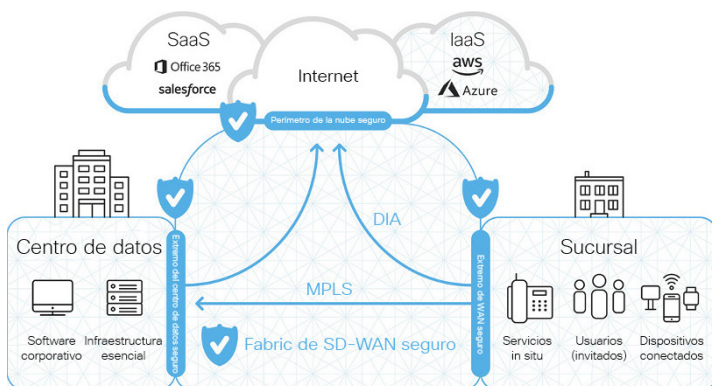 SaaS
Office 365
salesforce
Internet
IaaS
aws
Azure
Perímetro de la nube seguro
Centro de datos
Software
corporativo
Infraestructura
esencial
Extremo del centro
de datos seguro
DIA
MPLS
Fabric de SD-WAN seguro
Extremo de WAN seguro
Sucursal
Servicios
in situ
Usuarios
(invitados)
Dispositivos
conectados